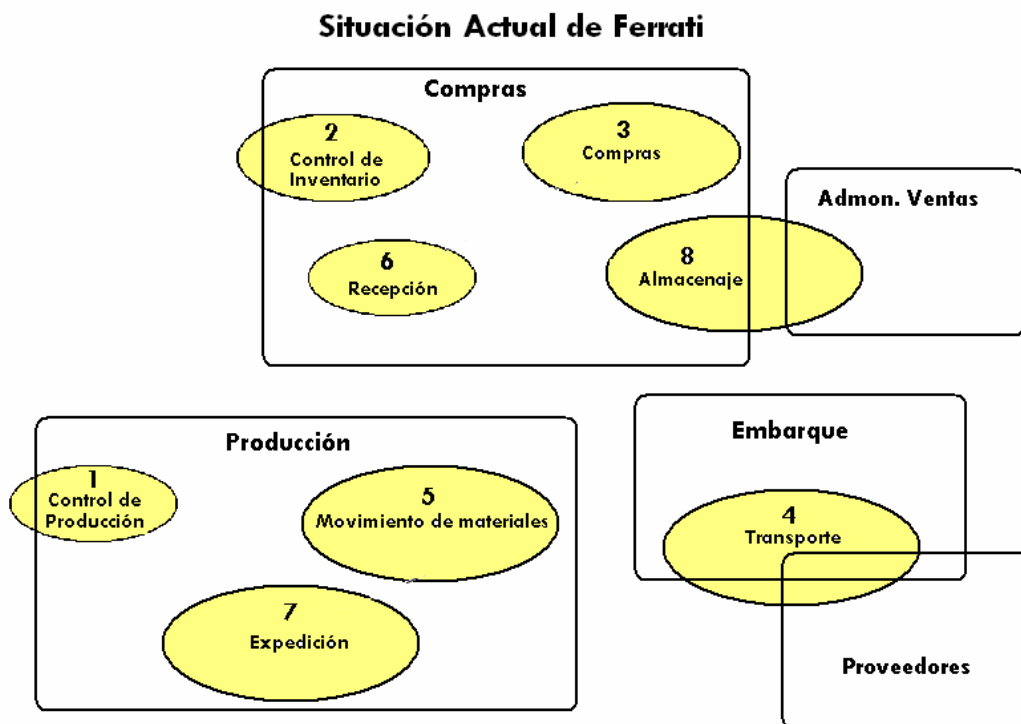 Situación Actual de Ferrati
Compras
2
Control de
Inventario
3
Compras
Admon. Ventas
6
Recepción
8
Almacenaje
Producción
1
Control de
Producción
5
Movimiento de materiales
7
Expedición
Embarque
4
Transporte
Proveedores